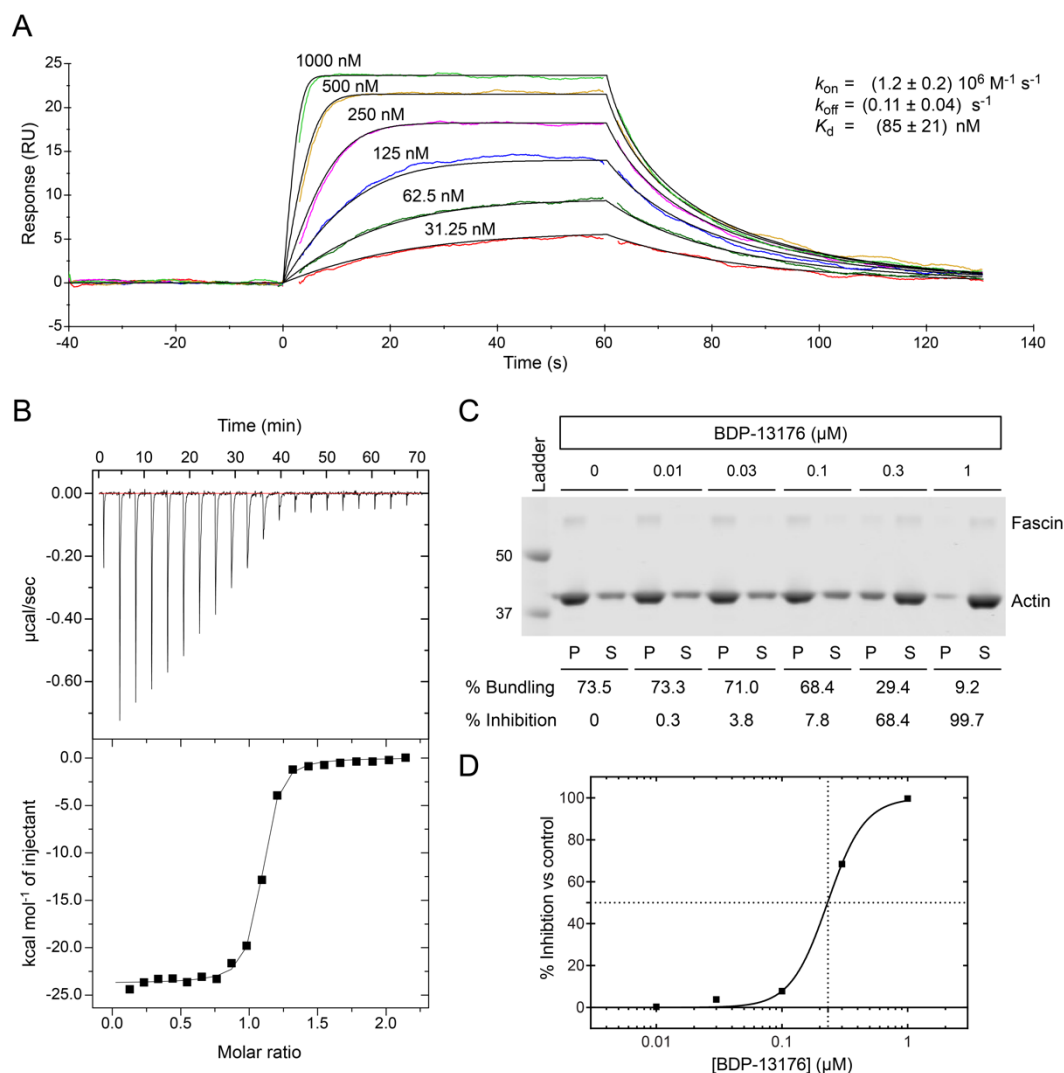 A
1000 nM
500 nM
250 nM
125 nM
62.5 nM
31.25 nM
k_on = (1.2 ± 0.2) 10⁶ M⁻¹ s⁻¹
k_off = (0.11 ± 0.04) s⁻¹
K_d = (85 ± 21) nM
Response (RU)
25
20
15
10
5
0
-5
-40 -20 0 20 40 60 80 100 120 140
Time (s)
B
Time (min)
0 10 20 30 40 50 60 70
0.00
-0.20
-0.40
-0.60
µcal/sec
0.0
-5.0
-10.0
-15.0
-20.0
-25.0
kcal mol⁻¹ of injectant
0.0 0.5 1.0 1.5 2.0
Molar ratio
C
BDP-13176 (µM)
Ladder
0 0.01 0.03 0.1 0.3 1
Fascin
50
Actin
37
P S P S P S P S P S P S
% Bundling 73.5 73.3 71.0 68.4 29.4 9.2
% Inhibition 0 0.3 3.8 7.8 68.4 99.7
D
% Inhibtion vs control
100
80
60
40
20
0
0.01 0.1 1
[BDP-13176] (µM)